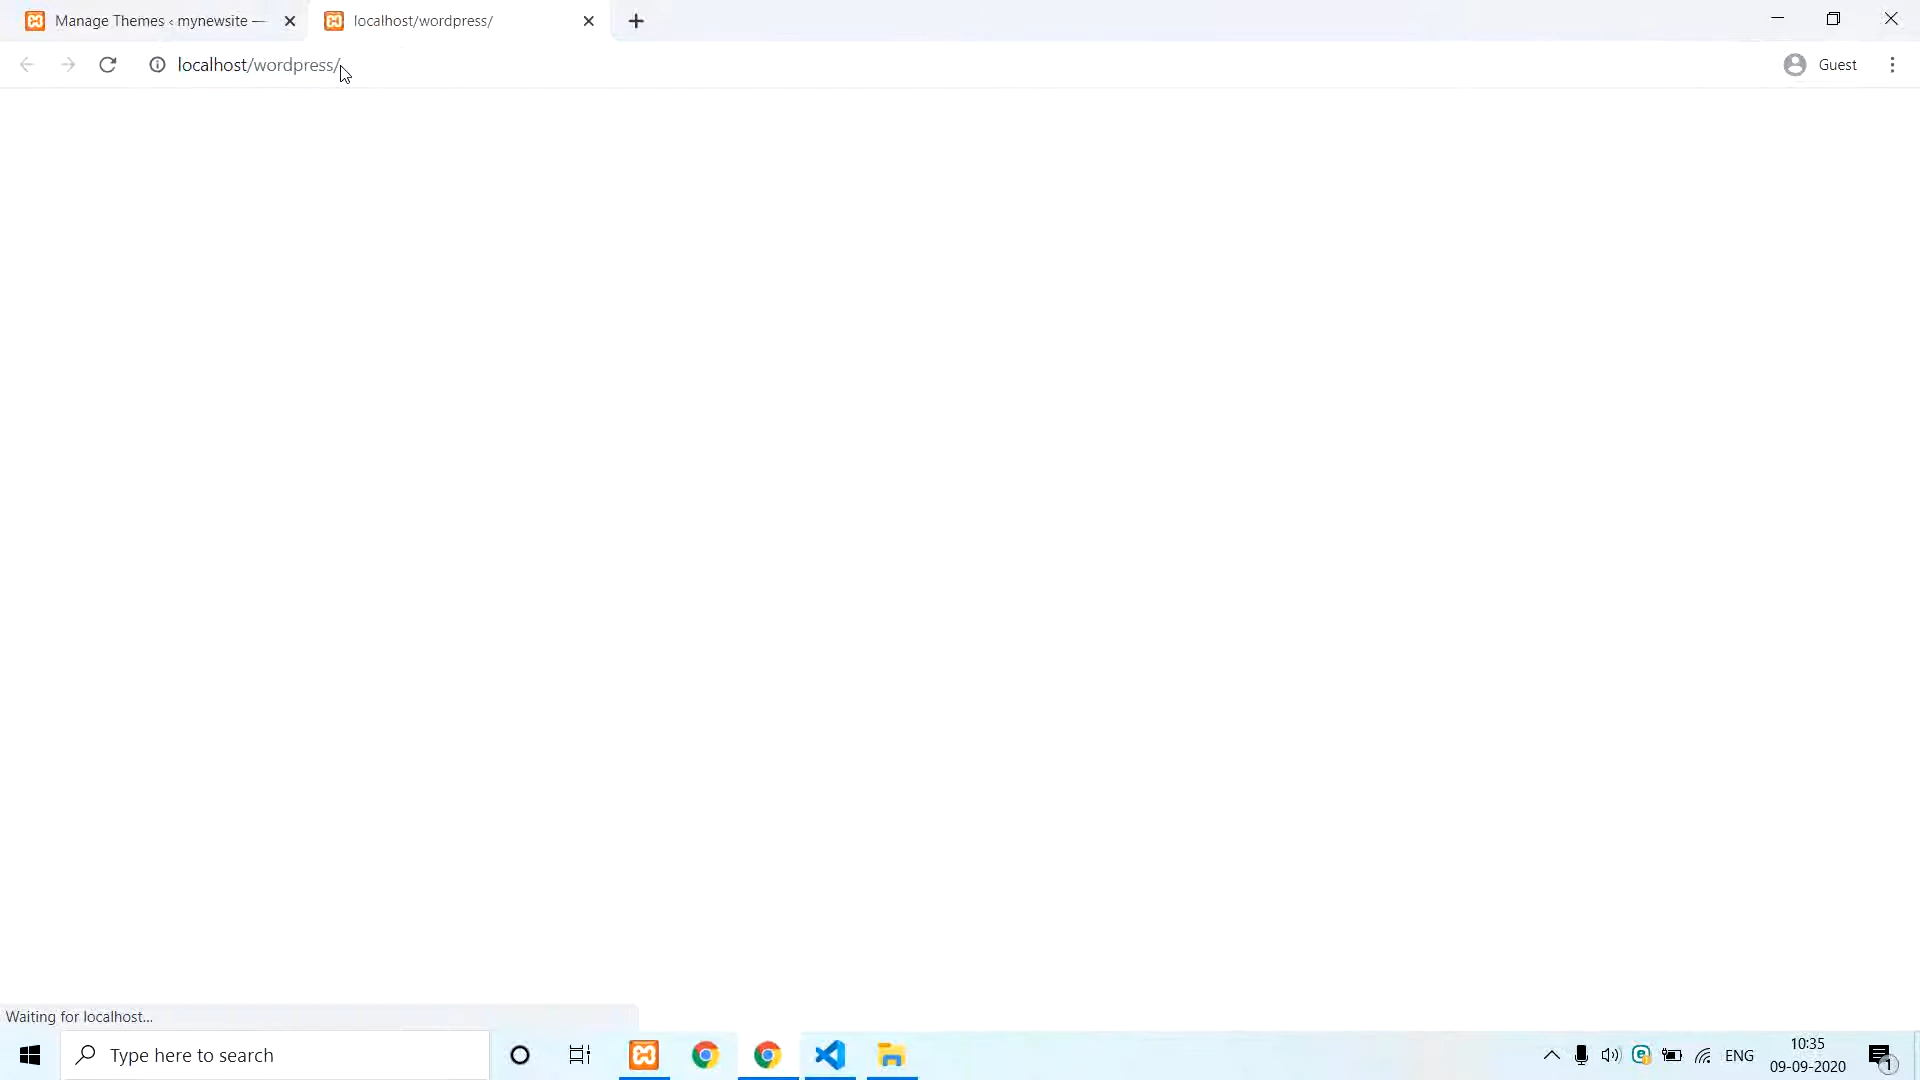 Manage Themes ‹ mynewsite —
localhost/wordpress/
localhost/wordpress/
Guest
Waiting for localhost...
Type here to search
ENG
10:35
09-09-2020
1